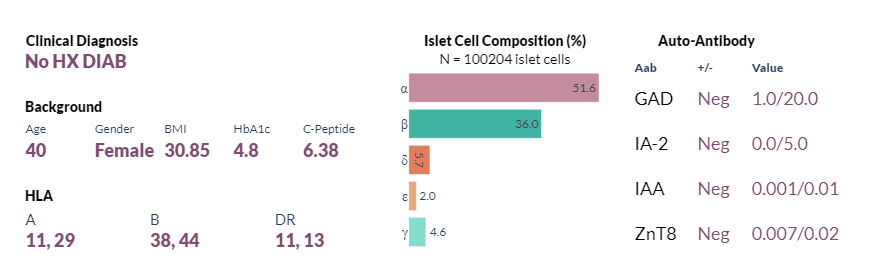 Clinical Diagnosis
No HX DIAB
Background
Age Gender BMI HbA1c C-Peptide
40 Female 30.85 4.8 6.38
HLA
A B DR
11, 29 38, 44 11, 13
Islet Cell Composition (%)
N = 100204 islet cells
α 51.6
β 36.0
δ 5.7
ε 2.0
γ 4.6
Auto-Antibody
Aab +/- Value
GAD Neg 1.0/20.0
IA-2 Neg 0.0/5.0
IAA Neg 0.001/0.01
ZnT8 Neg 0.007/0.02